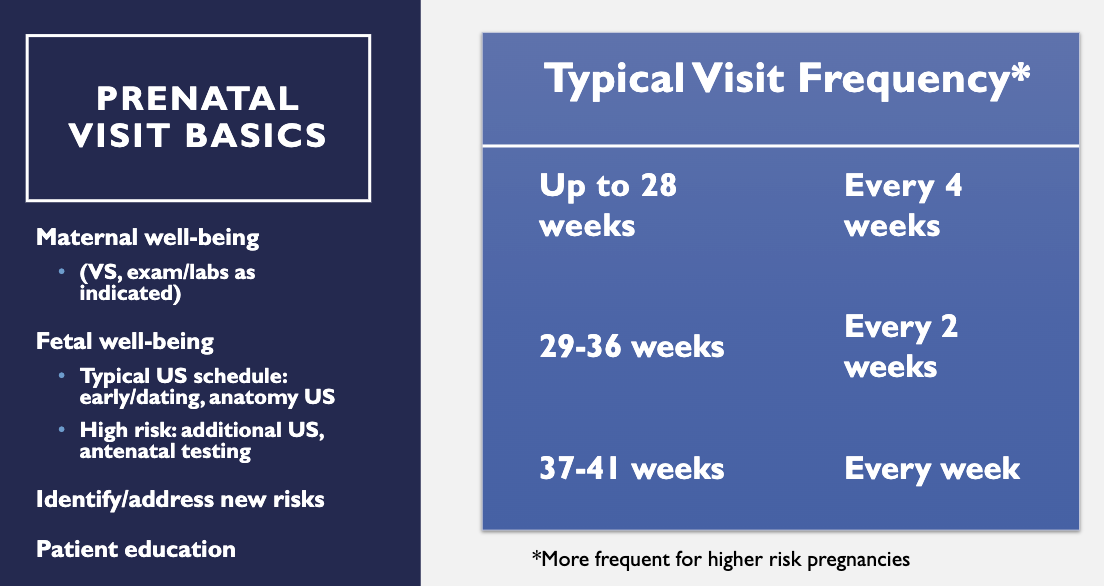 PRENATAL
VISIT BASICS
Maternal well-being
• (VS, exam/labs as
indicated)
Fetal well-being
• Typical US schedule:
early/dating, anatomy US
• High risk: additional US,
antenatal testing
Identify/address new risks
Patient education
Typical Visit Frequency*
Up to 28
weeks
Every 4
weeks
29-36 weeks
Every 2
weeks
37-41 weeks
Every week
*More frequent for higher risk pregnancies